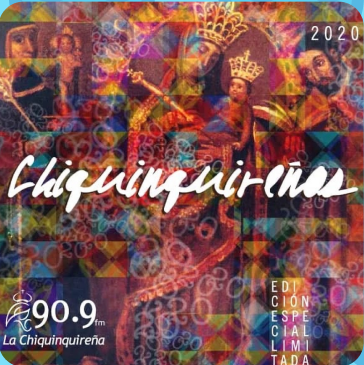 2020
Chiquinquireñas
90.9 fm
La Chiquinquireña
EDI
CIÓN
ESPE
CIAL
LIMI
TADA